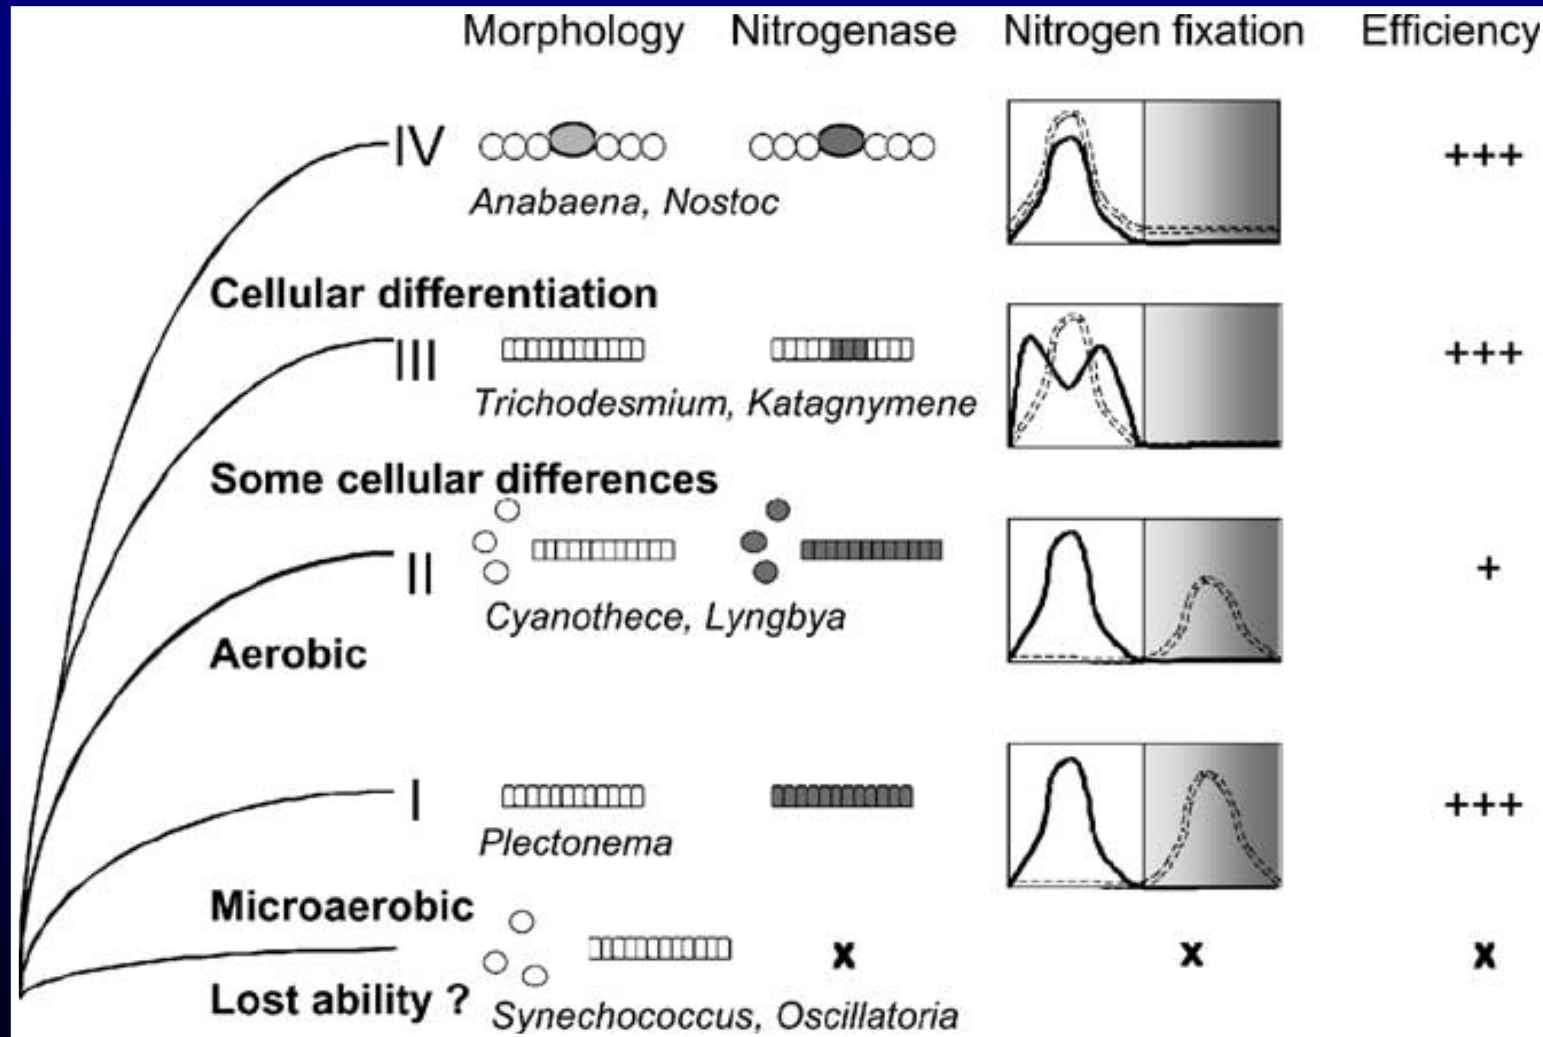 Morphology Nitrogenase Nitrogen fixation Efficiency
IV +++
Anabaena, Nostoc
Cellular differentiation
III +++
Trichodesmium, Katagnymene
Some cellular differences
II +
Cyanothece, Lyngbya
Aerobic
I +++
Plectonema
Microaerobic
x x x
Lost ability ?
Synechococcus, Oscillatoria